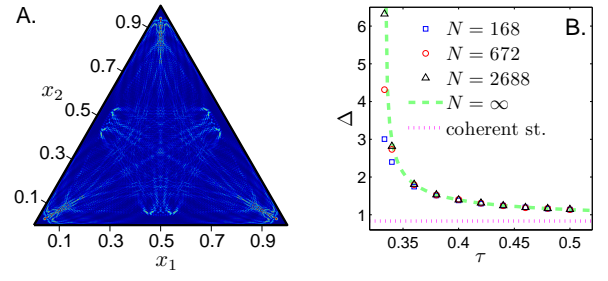 A.
0.9
0.7
x₂
0.5
0.3
0.1
0.1 0.3 0.5 0.7 0.9
x₁
B.
6
5
4
3
2
1
Δ
N = 168
N = 672
N = 2688
N = ∞
coherent st.
0.35 0.4 0.45 0.5
τ